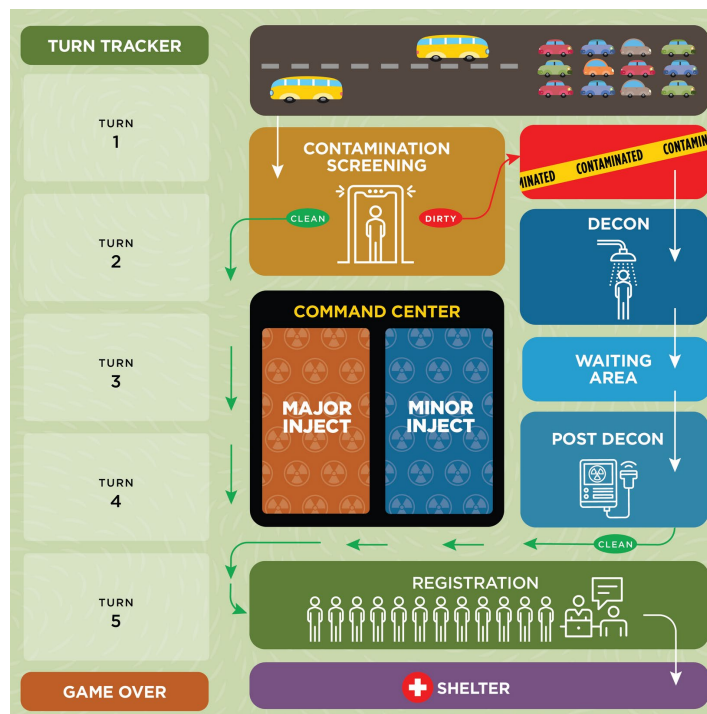 TURN TRACKER
TURN
1
TURN
2
TURN
3
TURN
4
TURN
5
GAME OVER
CONTAMINATION
SCREENING
CLEAN
DIRTY
MINATED
CONTAMINATED
CONTAMIN
DECON
WAITING
AREA
POST DECON
CLEAN
COMMAND CENTER
MAJOR
INJECT
MINOR
INJECT
REGISTRATION
SHELTER